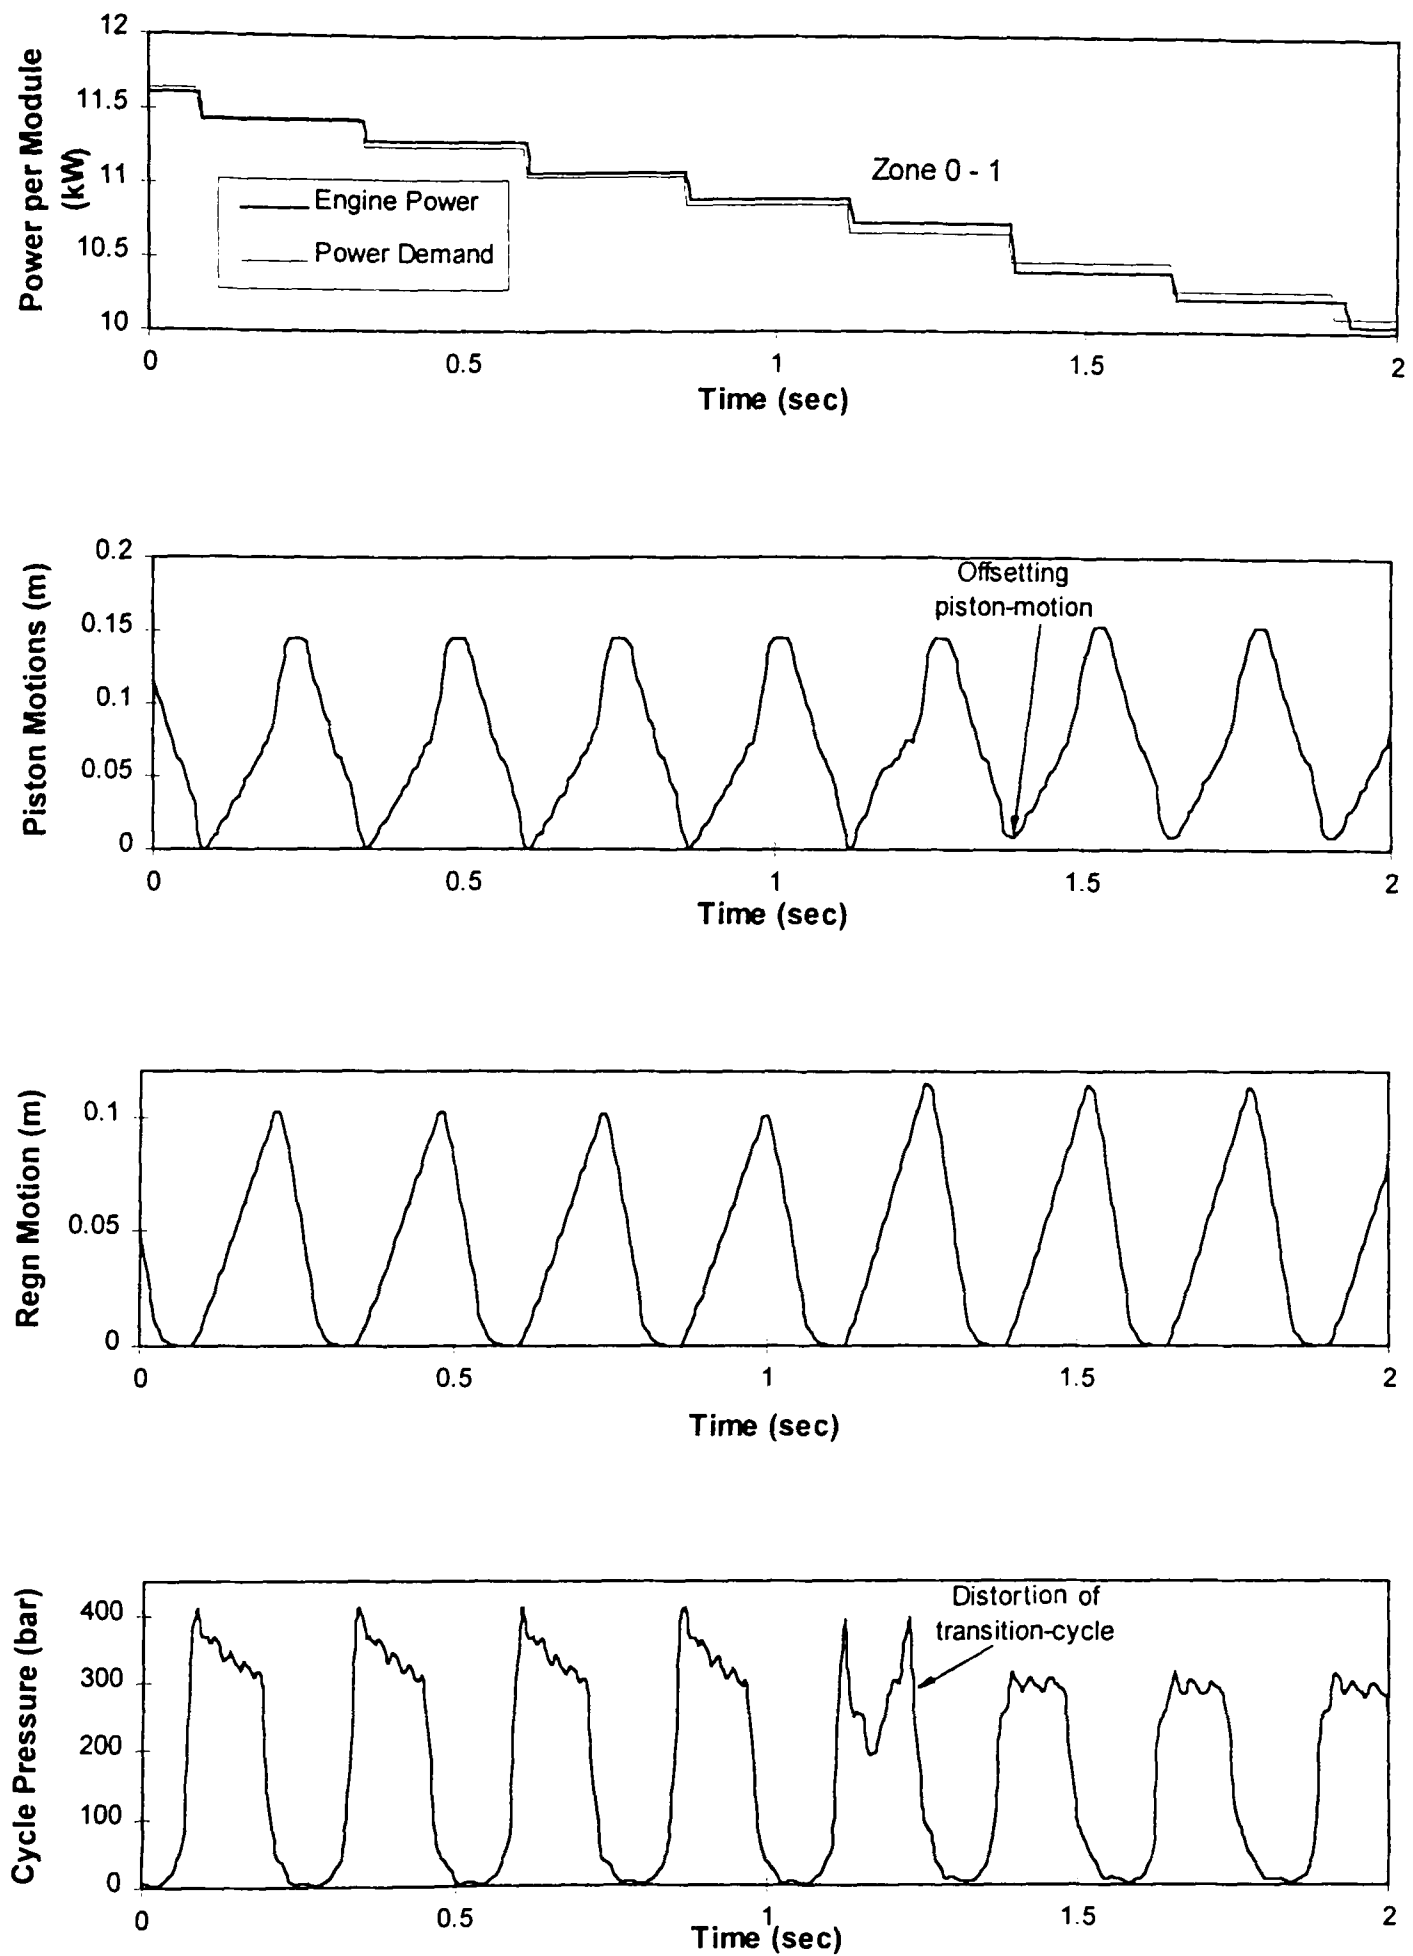 12
11.5
11
10.5
10
Power per Module
(kW)
Zone 0 - 1
Engine Power
Power Demand
0
0.5
1
1.5
2
Time (sec)
0.2
0.15
0.1
0.05
0
Piston Motions (m)
Offsetting
piston-motion
0
0.5
1
1.5
2
Time (sec)
0.1
0.05
0
Regn Motion (m)
0
0.5
1
1.5
2
Time (sec)
400
300
200
100
0
Cycle Pressure (bar)
Distortion of
transition-cycle
0
0.5
1
1.5
2
Time (sec)